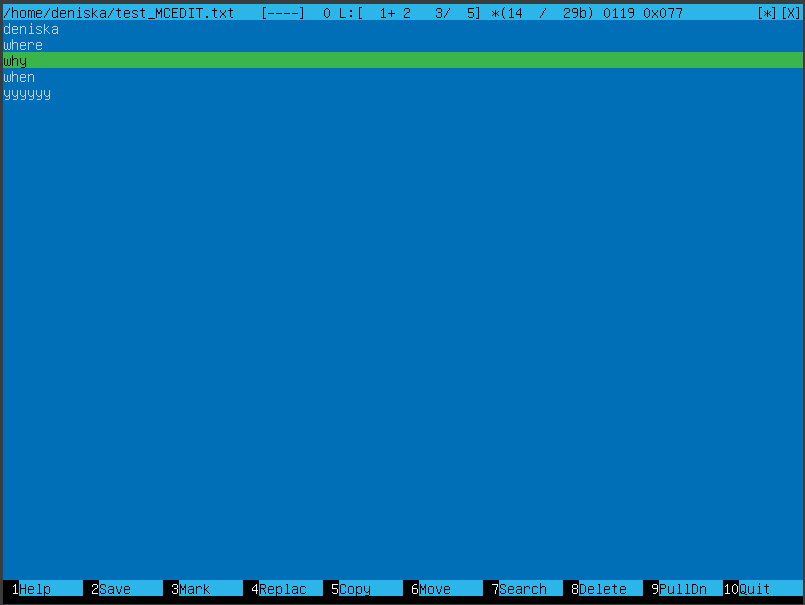 /home/deniska/test_MCEDIT.txt   [----]  0 L:[  1+ 2   3/  5] *(14  /  29b) 0119 0x077         [*][X]
deniska
where
why
when
yyyyyy
1Help 2Save 3Mark 4Replac 5Copy 6Move 7Search 8Delete 9PullDn 10Quit